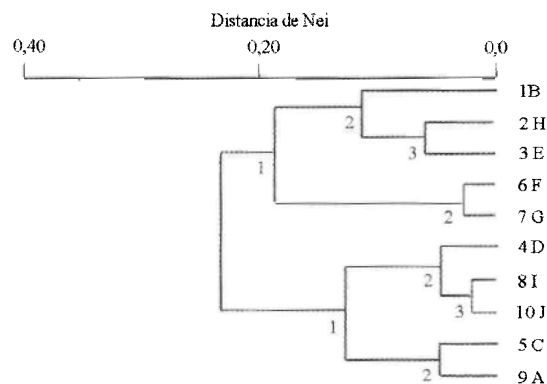 Distancia de Nei
0,40 0,20 0,0
1B
2
2 H
3
3 E
1
6 F
2
7 G
4 D
2
8 I
3
10 J
1
5 C
2
9 A